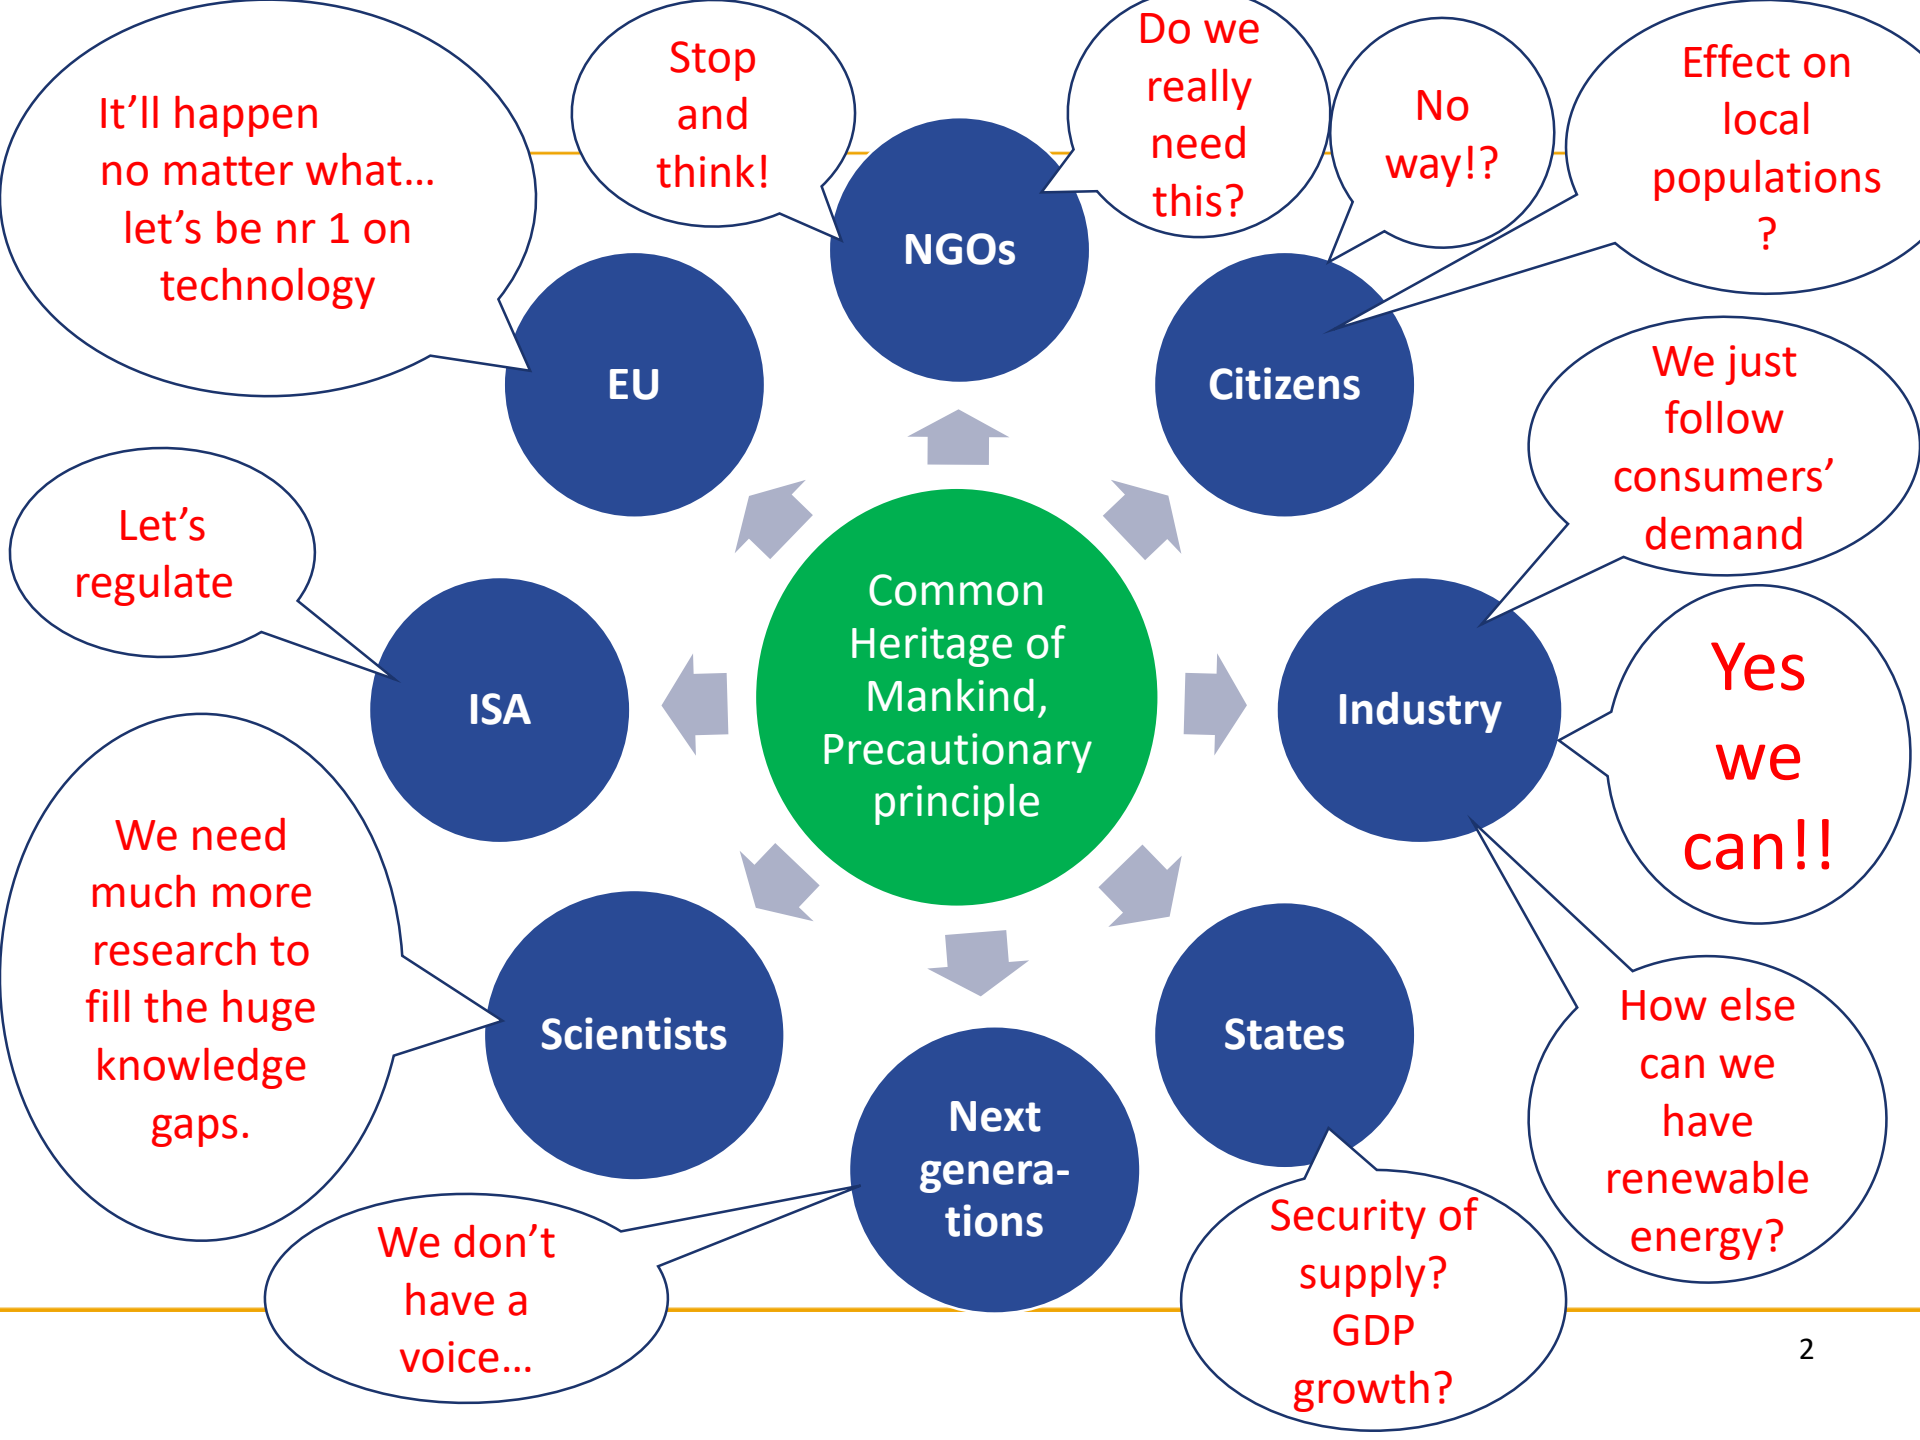 It’ll happen
no matter what…
let’s be nr 1 on
technology
Stop
and
think!
Do we
really
need
this?
No
way!?
Effect on
local
populations
?
NGOs
EU
Citizens
We just
follow
consumers’
demand
Let’s
regulate
Common
Heritage of
Mankind,
Precautionary
principle
ISA
Industry
Yes
we
can!!
We need
much more
research to
fill the huge
knowledge
gaps.
Scientists
States
Next
genera-
tions
How else
can we
have
renewable
energy?
We don’t
have a
voice…
Security of
supply?
GDP
growth?
2